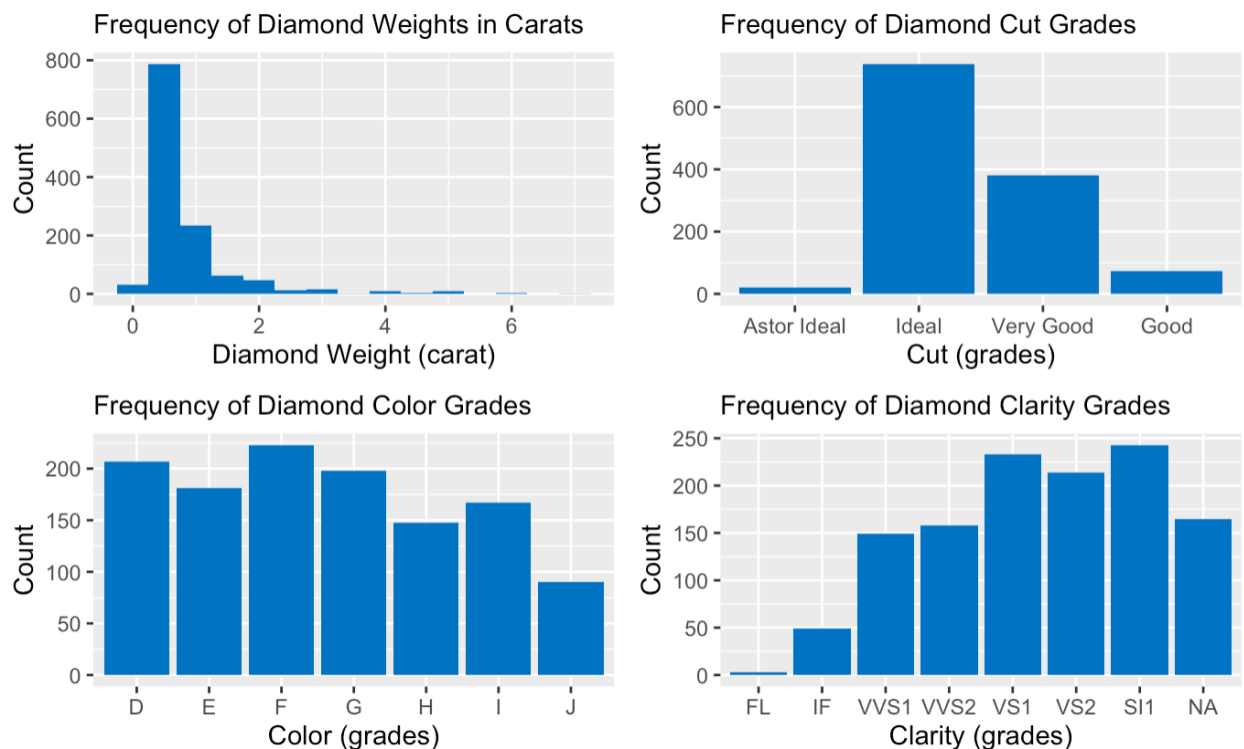 Frequency of Diamond Weights in Carats
800
600
400
200
0
Count
0 2 4 6
Diamond Weight (carat)
Frequency of Diamond Cut Grades
600
400
200
0
Count
Astor Ideal Ideal Very Good Good
Cut (grades)
Frequency of Diamond Color Grades
200
150
100
50
0
Count
D E F G H I J
Color (grades)
Frequency of Diamond Clarity Grades
250
200
150
100
50
0
Count
FL IF VVS1 VVS2 VS1 VS2 SI1 NA
Clarity (grades)